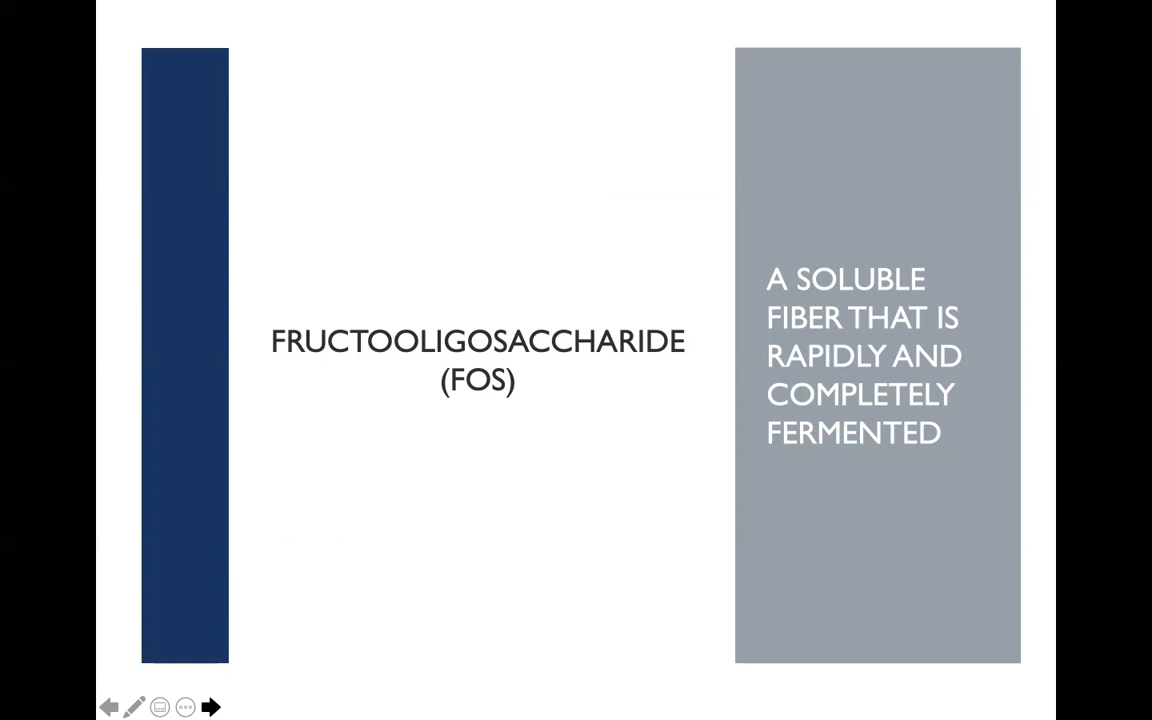 FRUCTOOLIGOSACCHARIDE
(FOS)
A SOLUBLE
FIBER THAT IS
RAPIDLY AND
COMPLETELY
FERMENTED